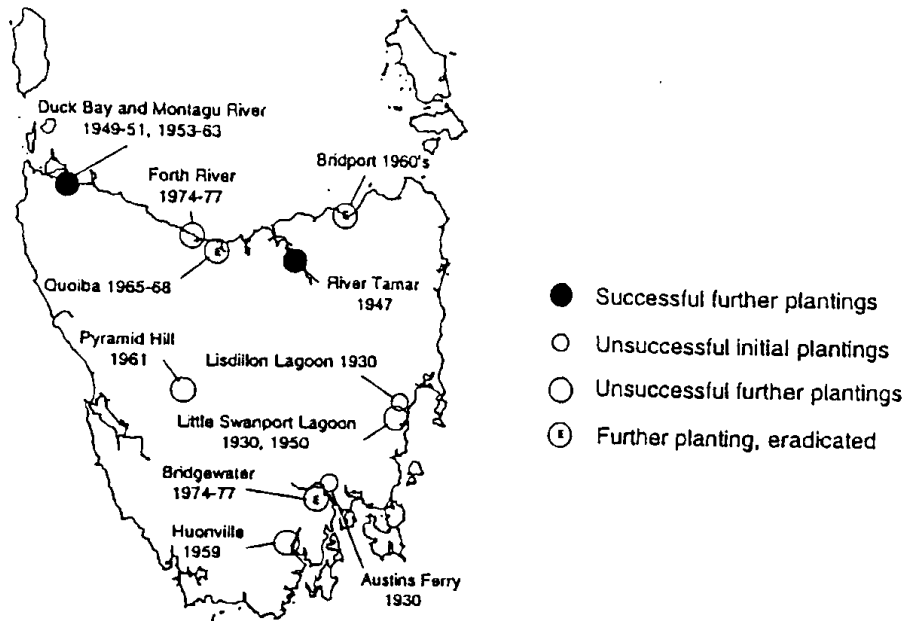 Duck Bay and Montagu River
1949-51, 1953-63
Forth River
1974-77
Bridport 1960's
E
E
Quoiba 1965-68
River Tamar
1947
Pyramid Hill
1961
Lisdillon Lagoon 1930
Little Swanport Lagoon
1930, 1950
Bridgewater
1974-77
E
Huonville
1959
Austins Ferry
1930
Successful further plantings
Unsuccessful initial plantings
Unsuccessful further plantings
E
Further planting, eradicated